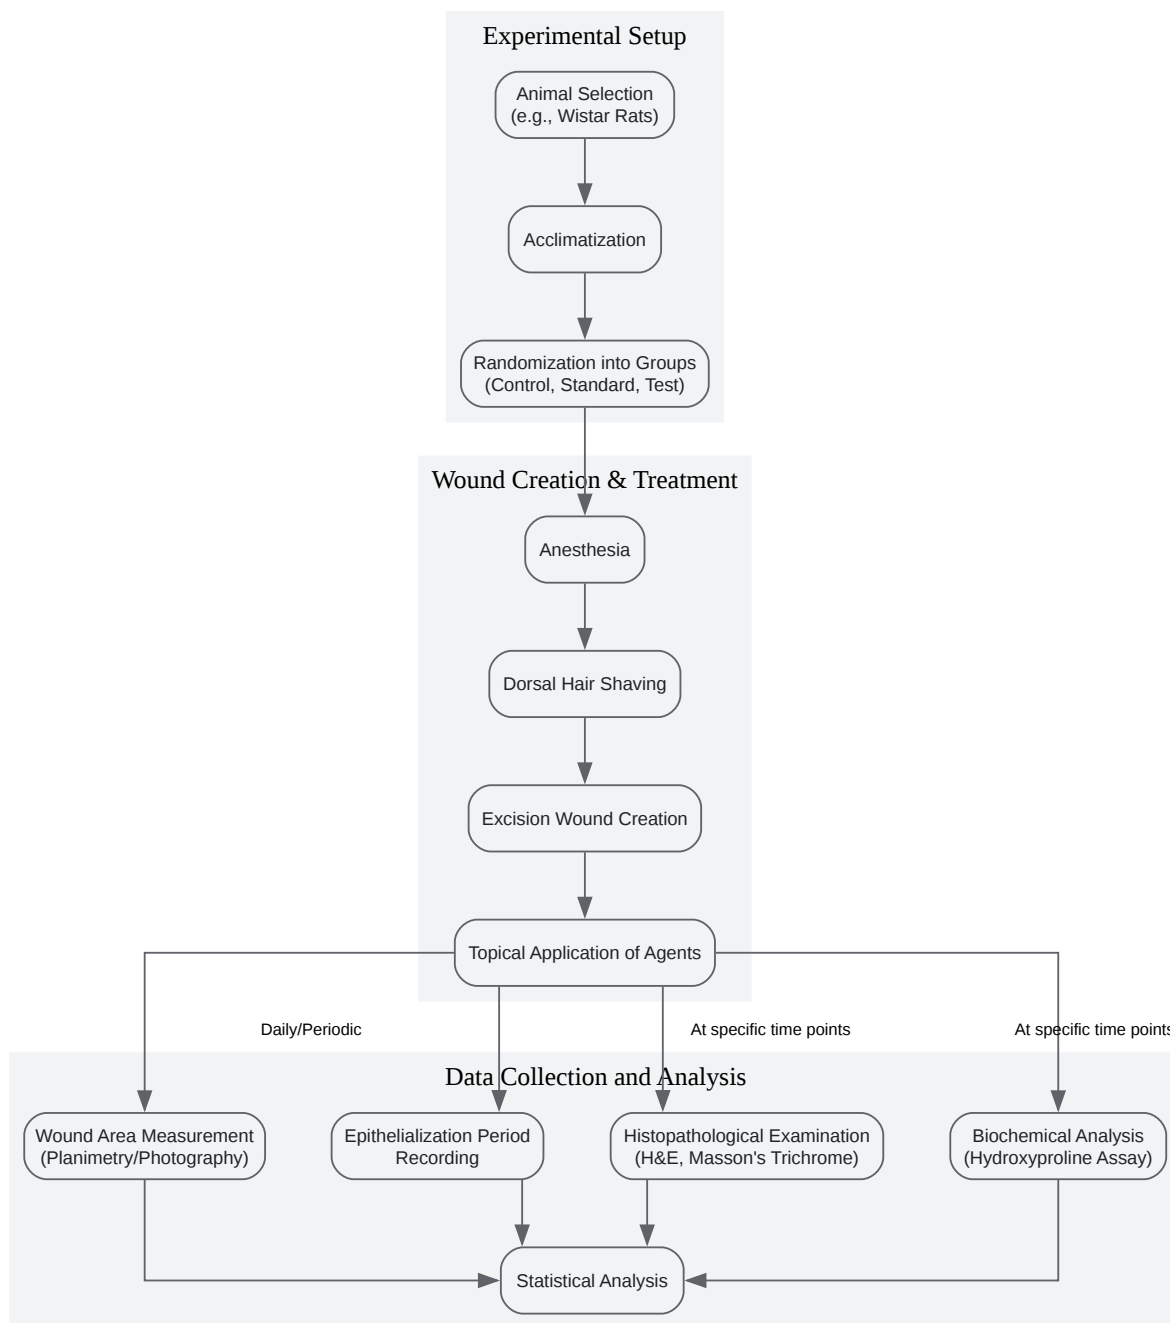 Experimental Setup
Animal Selection
(e.g., Wistar Rats)
Acclimatization
Randomization into Groups
(Control, Standard, Test)
Wound Creation & Treatment
Anesthesia
Dorsal Hair Shaving
Excision Wound Creation
Topical Application of Agents
Daily/Periodic
At specific time points
At specific time points
Data Collection and Analysis
Wound Area Measurement
(Planimetry/Photography)
Epithelialization Period
Recording
Histopathological Examination
(H&E, Masson's Trichrome)
Biochemical Analysis
(Hydroxyproline Assay)
Statistical Analysis